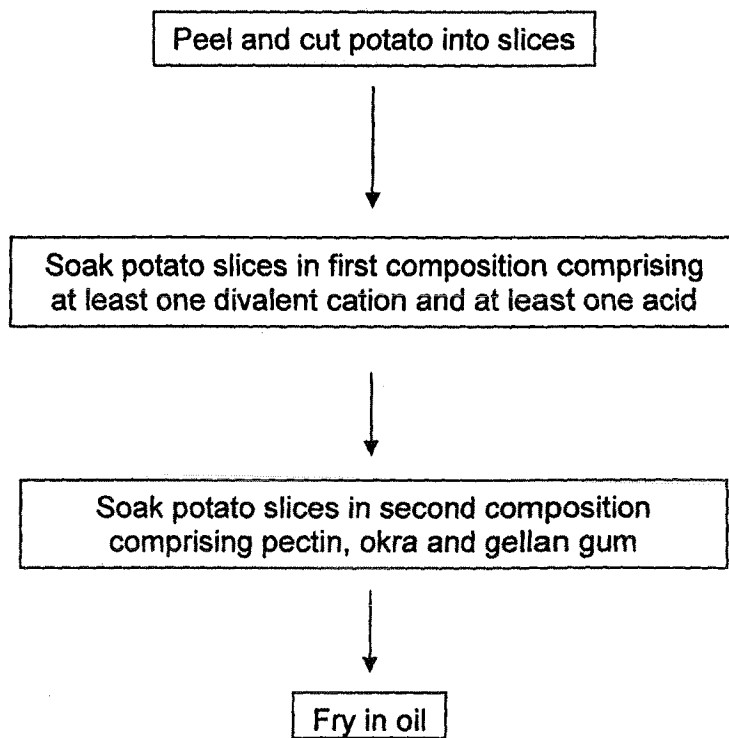 Peel and cut potato into slices
Soak potato slices in first composition comprising
at least one divalent cation and at least one acid
Soak potato slices in second composition
comprising pectin, okra and gellan gum
Fry in oil